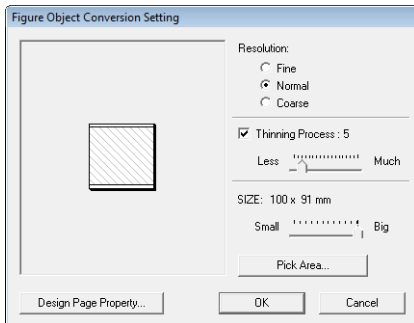 Figure Object Conversion Setting
Resolution:
Fine
Normal
Coarse
Thinning Process : 5
Less Much
SIZE: 100 x 91 mm
Small Big
Pick Area...
Design Page Property... OK Cancel